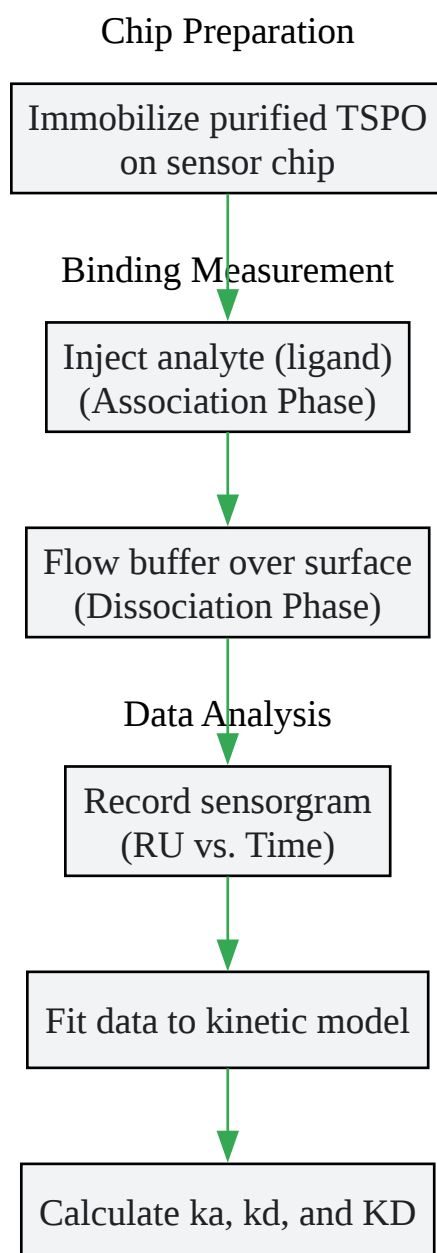 Chip Preparation
Immobilize purified TSPO
on sensor chip
Binding Measurement
Inject analyte (ligand)
(Association Phase)
Flow buffer over surface
(Dissociation Phase)
Data Analysis
Record sensorgram
(RU vs. Time)
Fit data to kinetic model
Calculate ka, kd, and KD